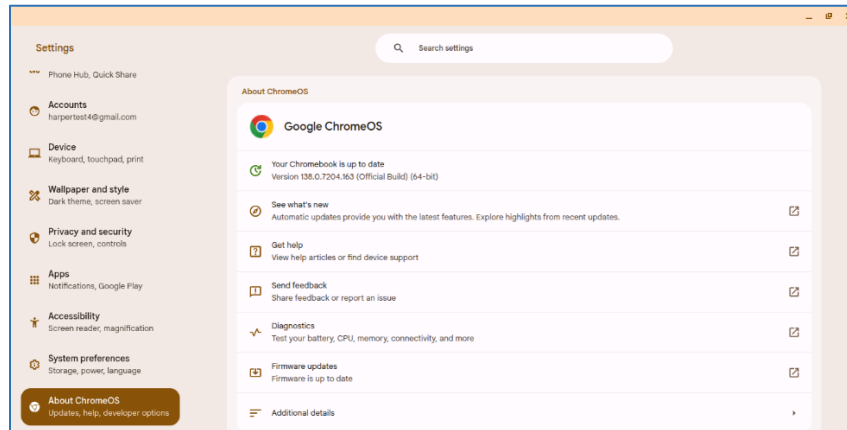 Settings
Search settings
Phone Hub, Quick Share
Accounts
harpertest4@gmail.com
Device
Keyboard, touchpad, print
Wallpaper and style
Dark theme, screen saver
Privacy and security
Lock screen, controls
Apps
Notifications, Google Play
Accessibility
Screen reader, magnification
System preferences
Storage, power, language
About ChromeOS
Updates, help, developer options
About ChromeOS
Google ChromeOS
Your Chromebook is up to date
Version 138.0.7204.163 (Official Build) (64-bit)
See what's new
Automatic updates provide you with the latest features. Explore highlights from recent updates.
Get help
View help articles or find device support
Send feedback
Share feedback or report an issue
Diagnostics
Test your battery, CPU, memory, connectivity, and more
Firmware updates
Firmware is up to date
Additional details